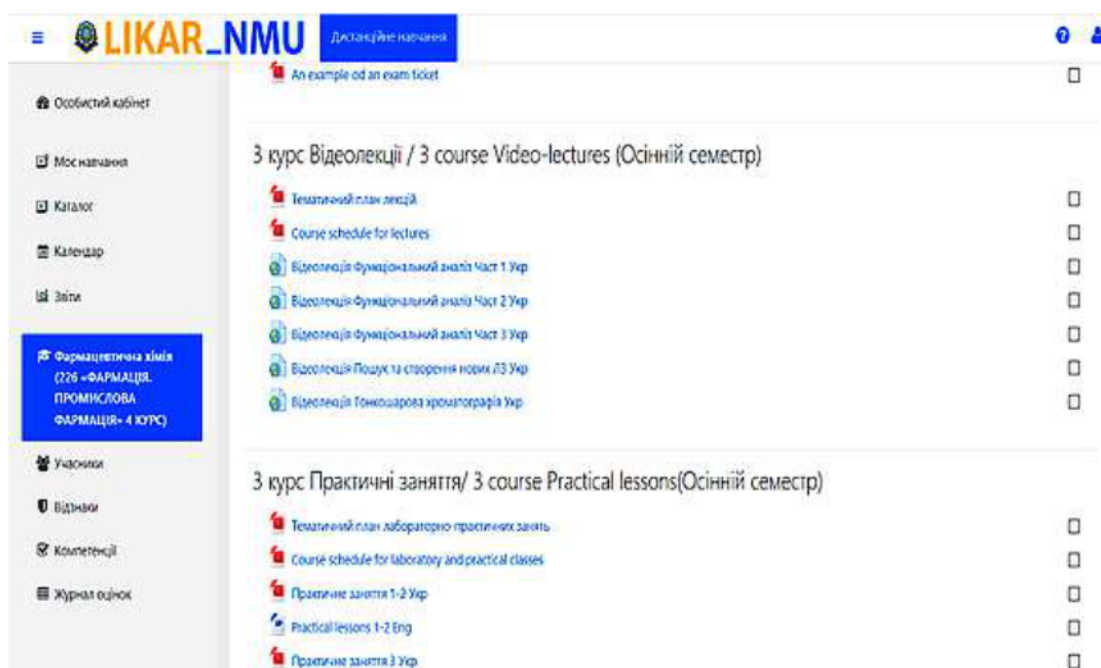 LIKAR_NMU
Дистанційне навчання
An example od an exam ticket
Особистий кабінет
Моє навчання
Каталог
Календар
Звіти
Фармацевтична хімія
(226 «ФАРМАЦІЯ.
ПРОМИСЛОВА
ФАРМАЦІЯ» 4 КУРС)
Учасники
Відзнаки
Компетенції
Журнал оцінок
3 курс Відеолекції / 3 course Video-lectures (Осінній семестр)
Тематичний план лекцій
Course schedule for lectures
Відеолекція Функціональний аналіз Част 1 Укр
Відеолекція Функціональний аналіз Част 2 Укр
Відеолекція Функціональний аналіз Част 3 Укр
Відеолекція Пошук та створення нових ЛЗ Укр
Відеолекція Тонкошарова хроматографія Укр
3 курс Практичні заняття/ 3 course Practical lessons(Осінній семестр)
Тематичний план лабораторно-практичних занять
Course schedule for laboratory and practical classes
Практичне заняття 1-2 Укр
Practical lessons 1-2 Eng
Практичне заняття 3 Укр